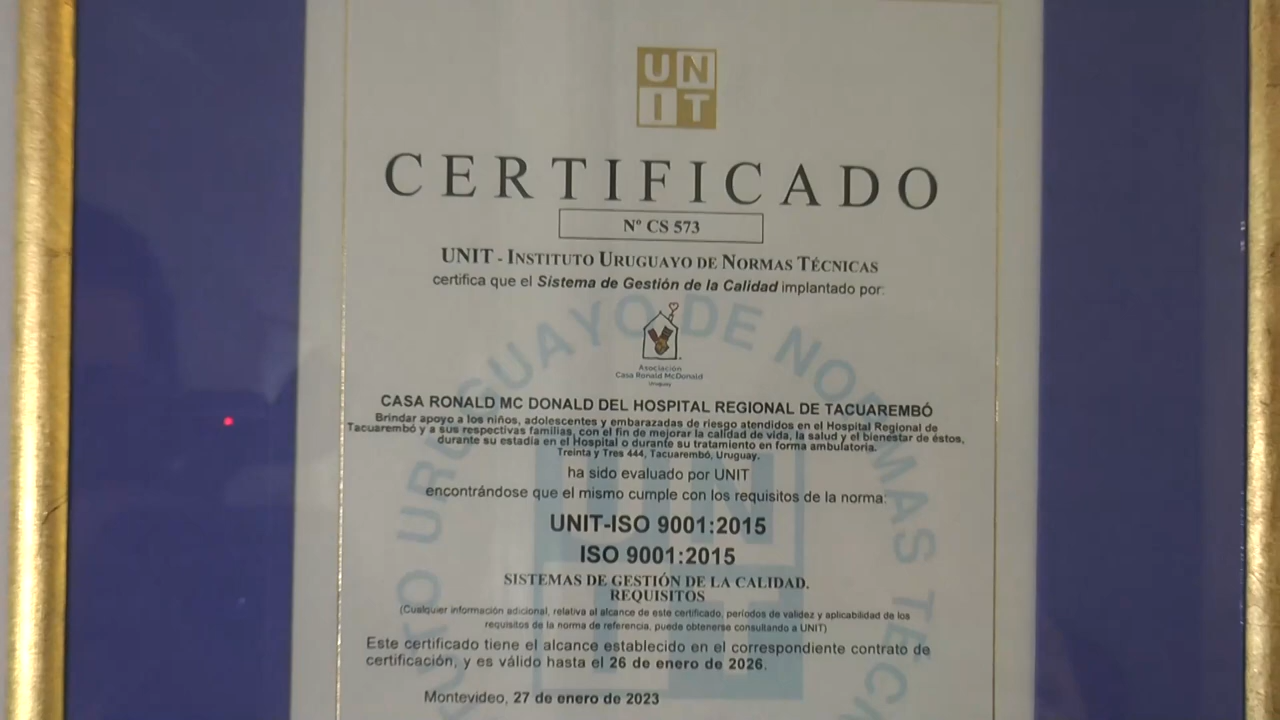 UN
IT
CERTIFICADO
Nº CS 573
UNIT - INSTITUTO URUGUAYO DE NORMAS TÉCNICAS
certifica que el Sistema de Gestión de la Calidad implantado por:
Asociación
Casa Ronald McDonald
Uruguay
CASA RONALD MC DONALD DEL HOSPITAL REGIONAL DE TACUAREMBÓ
Brindar apoyo a los niños, adolescentes y embarazadas de riesgo atendidos en el Hospital Regional de
Tacuarembó y a sus respectivas familias, con el fin de mejorar la calidad de vida, la salud y el bienestar de éstos,
durante su estadía en el Hospital o durante su tratamiento en forma ambulatoria.
Treinta y Tres 444, Tacuarembó, Uruguay.
ha sido evaluado por UNIT
encontrándose que el mismo cumple con los requisitos de la norma:
UNIT-ISO 9001:2015
ISO 9001:2015
SISTEMAS DE GESTIÓN DE LA CALIDAD.
REQUISITOS
(Cualquier información adicional, relativa al alcance de este certificado, períodos de validez y aplicabilidad de los
requisitos de la norma de referencia, puede obtenerse consultando a UNIT)
Este certificado tiene el alcance establecido en el correspondiente contrato de
certificación, y es válido hasta el 26 de enero de 2026.
Montevideo, 27 de enero de 2023
URUGUAYO DE NORMAS
UN